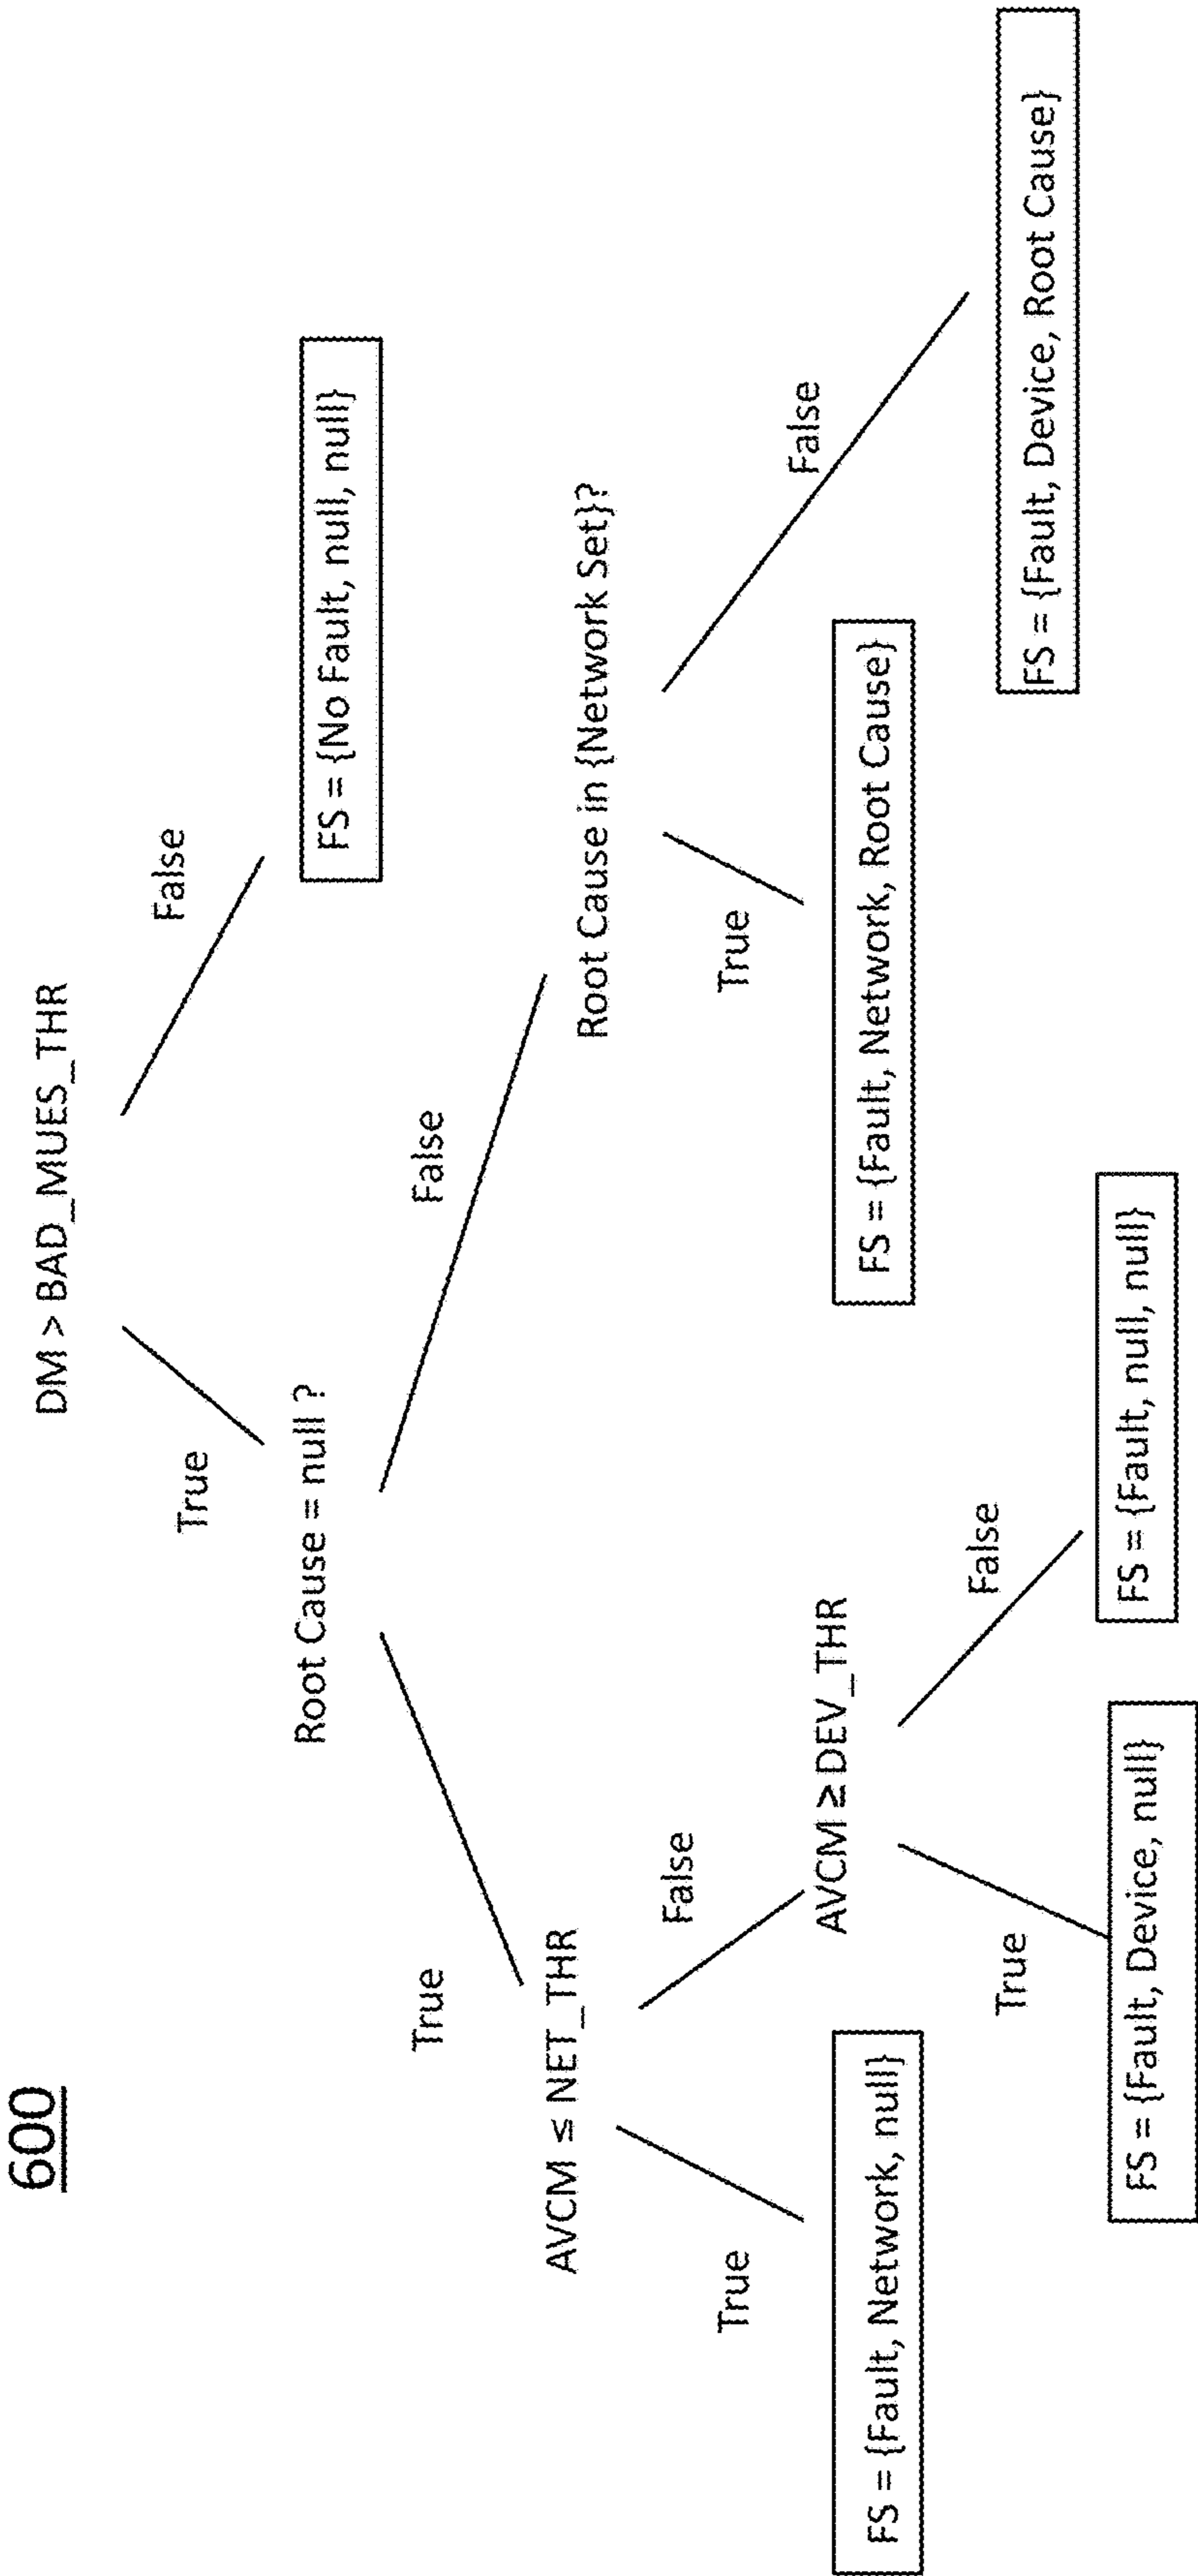 600
DM > BAD_MUES_THR
True
False
Root Cause = null ?
FS = {No Fault, null, null}
True
False
AVCM ≤ NET_THR
Root Cause in {Network Set}?
True
False
True
False
FS = {Fault, Network, null}
AVCM ≥ DEV_THR
FS = {Fault, Network, Root Cause}
True
False
FS = {Fault, Device, Root Cause}
FS = {Fault, Device, null}
FS = {Fault, null, null}